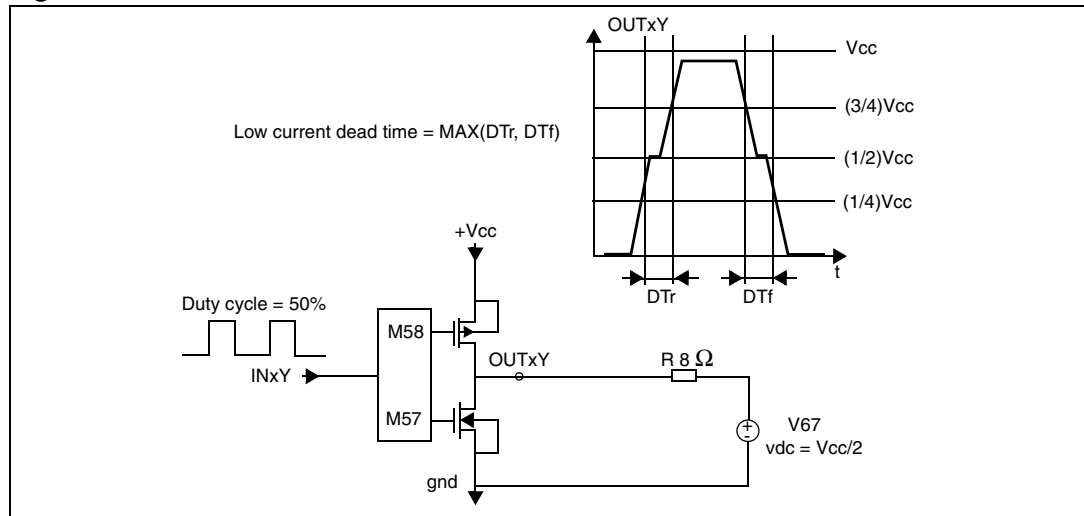 OUTxY
Vcc
(3/4)Vcc
Low current dead time = MAX(DTr, DTf)
(1/2)Vcc
(1/4)Vcc
+Vcc
t
DTr
DTf
Duty cycle = 50%
M58
OUTxY
R 8 Ω
INxY
M57
V67
+
-
vdc = Vcc/2
gnd